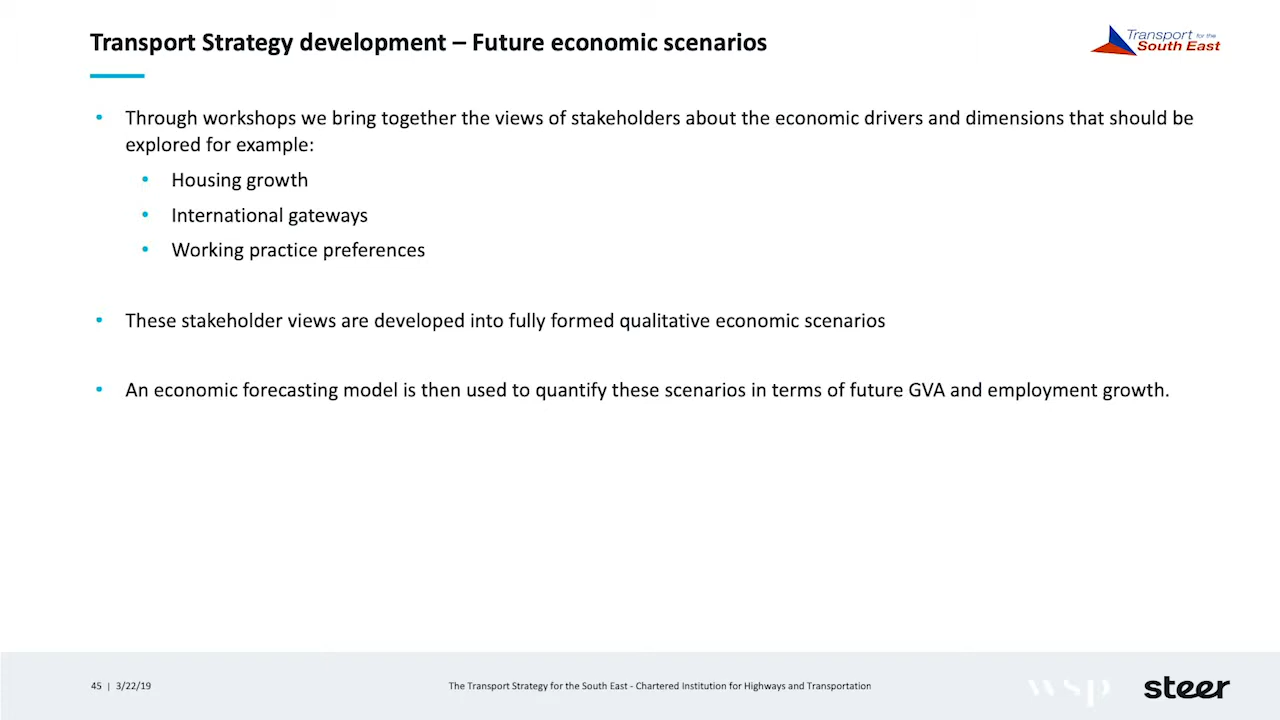 Transport Strategy development – Future economic scenarios
Transport for the
South East
• Through workshops we bring together the views of stakeholders about the economic drivers and dimensions that should be
explored for example:
• Housing growth
• International gateways
• Working practice preferences
• These stakeholder views are developed into fully formed qualitative economic scenarios
• An economic forecasting model is then used to quantify these scenarios in terms of future GVA and employment growth.
45 | 3/22/19
The Transport Strategy for the South East - Chartered Institution for Highways and Transportation
wsp
steer